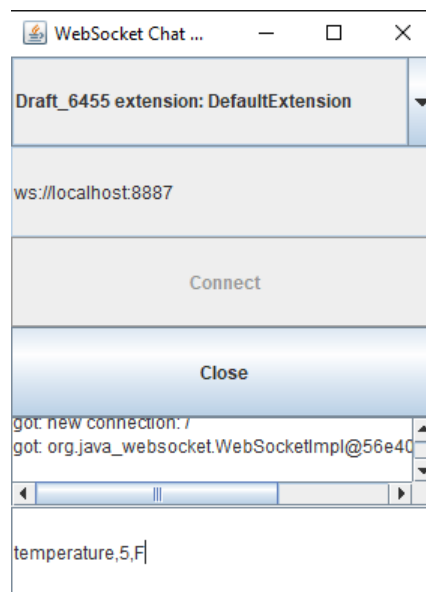 WebSocket Chat ...
Draft_6455 extension: DefaultExtension
ws://localhost:8887
Connect
Close
got: new connection: /
got: org.java_websocket.WebSocketImpl@56e40
temperature,5,F